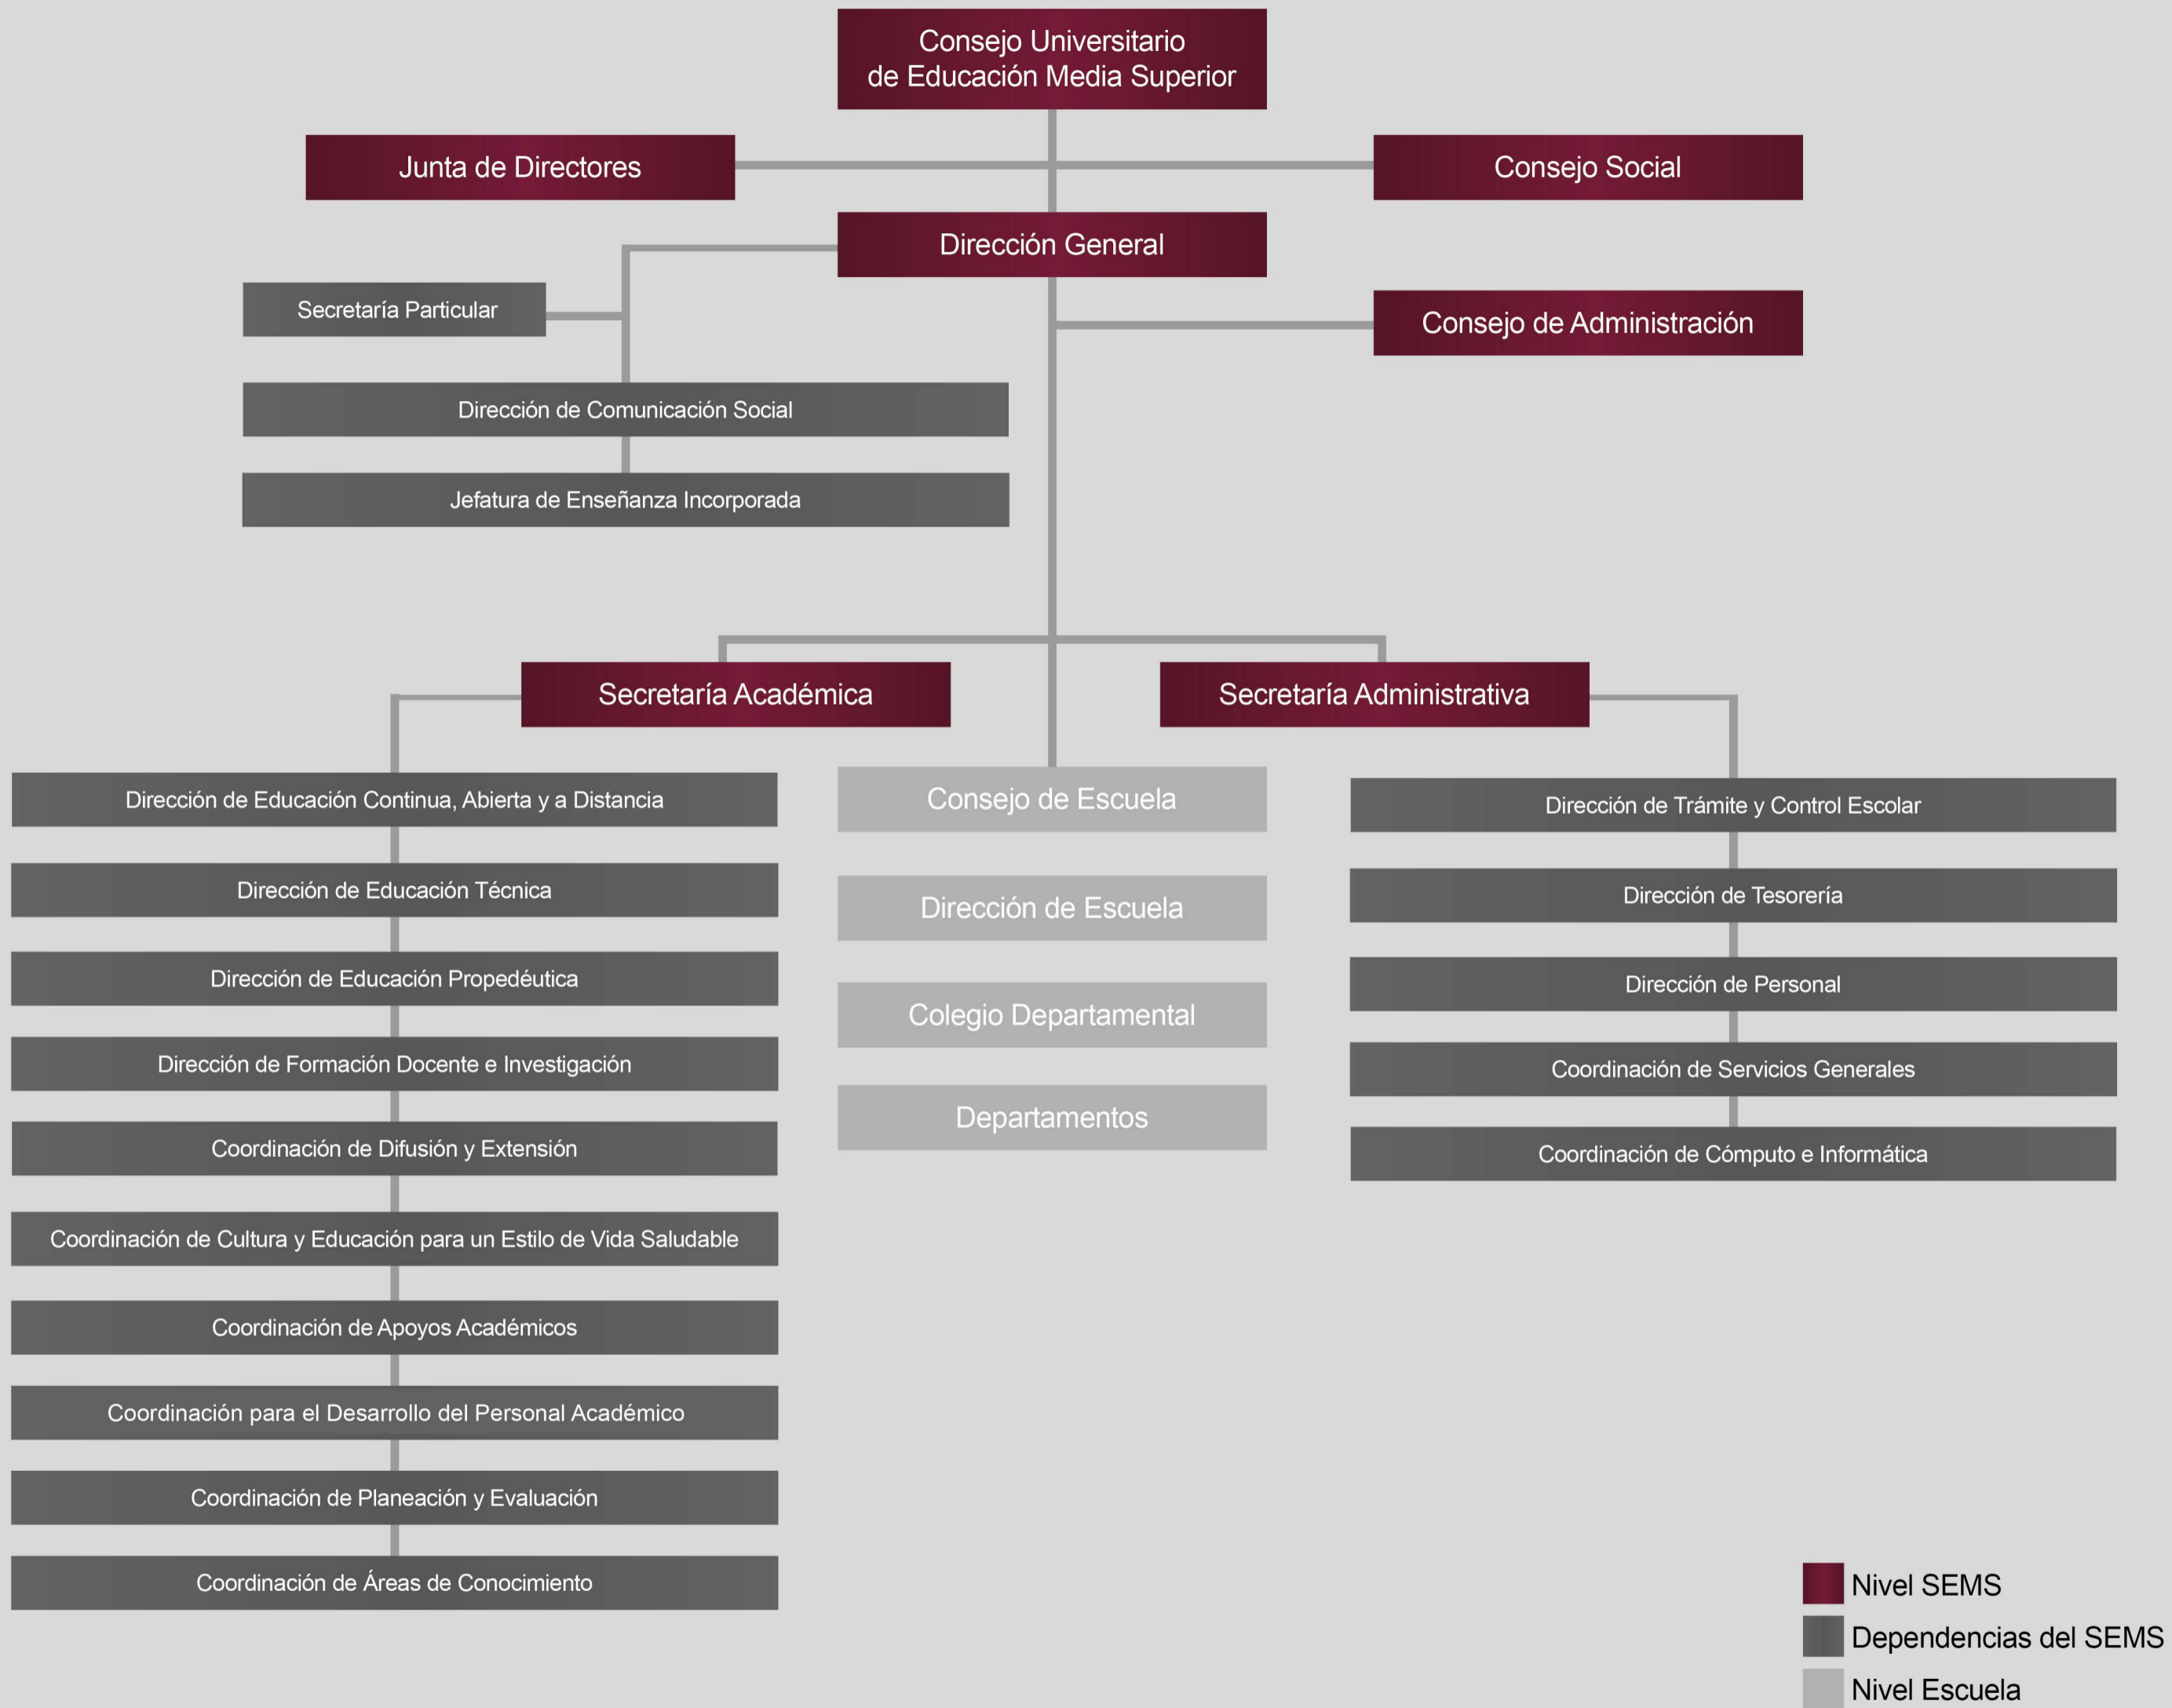 Consejo Universitario
de Educación Media Superior
Junta de Directores
Consejo Social
Dirección General
Secretaría Particular
Consejo de Administración
Dirección de Comunicación Social
Jefatura de Enseñanza Incorporada
Secretaría Académica
Secretaría Administrativa
Dirección de Educación Continua, Abierta y a Distancia
Dirección de Educación Técnica
Dirección de Educación Propedéutica
Dirección de Formación Docente e Investigación
Coordinación de Difusión y Extensión
Coordinación de Cultura y Educación para un Estilo de Vida Saludable
Coordinación de Apoyos Académicos
Coordinación para el Desarrollo del Personal Académico
Coordinación de Planeación y Evaluación
Coordinación de Áreas de Conocimiento
Consejo de Escuela
Dirección de Escuela
Colegio Departamental
Departamentos
Dirección de Trámite y Control Escolar
Dirección de Tesorería
Dirección de Personal
Coordinación de Servicios Generales
Coordinación de Cómputo e Informática
Nivel SEMS
Dependencias del SEMS
Nivel Escuela